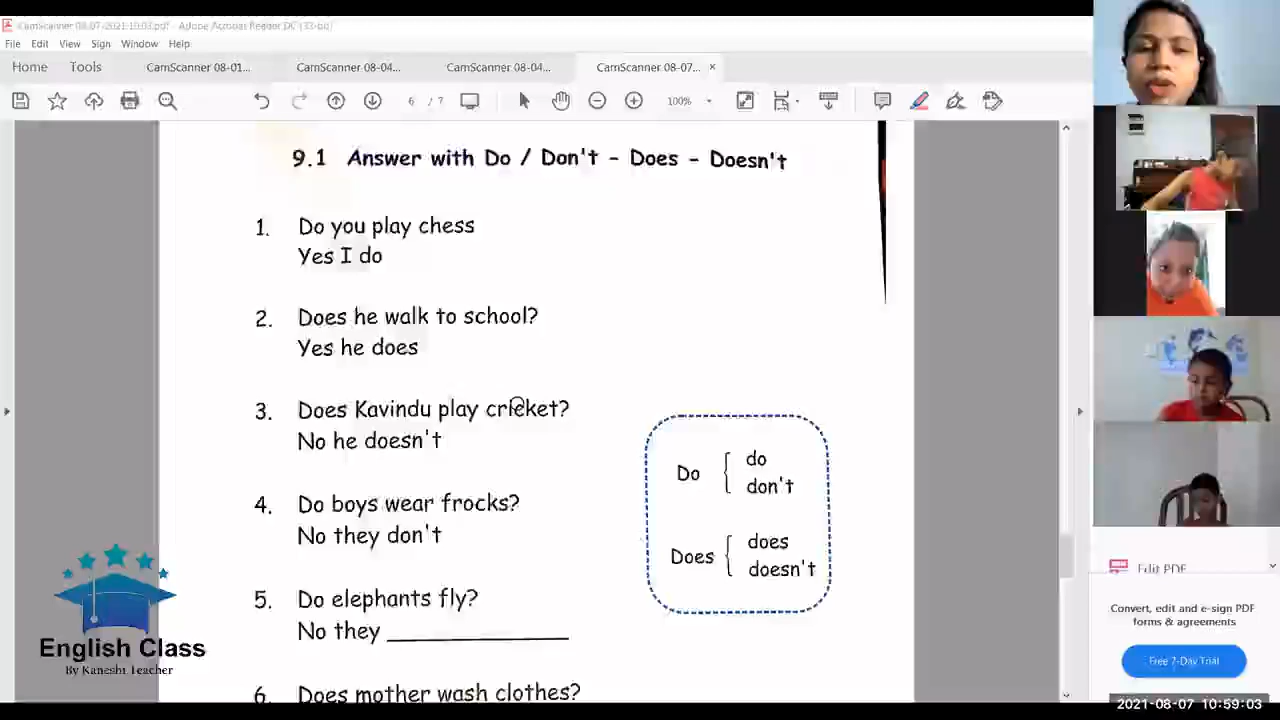 CamScanner 08-07-2021 10.03.pdf - Adobe Acrobat Reader DC (33-bit)
File Edit View Sign Window Help
Home Tools CamScanner 08-01... CamScanner 08-04... CamScanner 08-04... CamScanner 08-07... ×
6 / 7 100%
9.1 Answer with Do / Don't - Does - Doesn't
1. Do you play chess
Yes I do
2. Does he walk to school?
Yes he does
3. Does Kavindu play cricket?
No he doesn't
4. Do boys wear frocks?
No they don't
5. Do elephants fly?
No they ____________
6. Does mother wash clothes?
Do { do
don't
Does { does
doesn't
English Class
By Kaneshi Teacher
Edit PDF
Convert, edit and e-sign PDF
forms & agreements
Free 7-Day Trial
2021-08-07 10:59:03